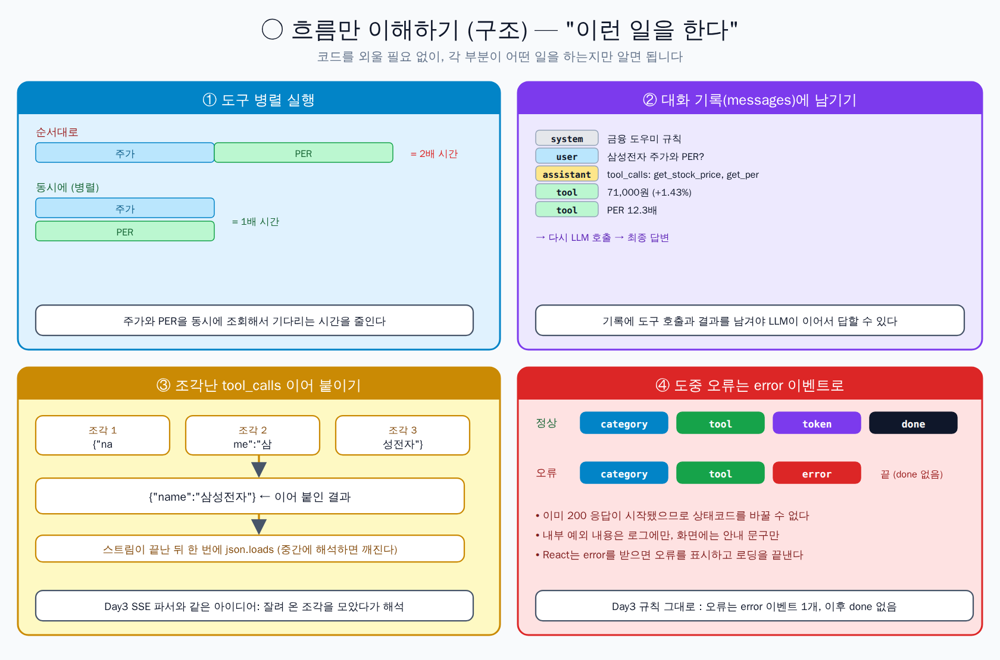 ○ 흐름만 이해하기 (구조) — "이런 일을 한다"
코드를 외울 필요 없이, 각 부분이 어떤 일을 하는지만 알면 됩니다
① 도구 병렬 실행
순서대로
주가 PER = 2배 시간
동시에 (병렬)
주가
= 1배 시간
PER
주가와 PER을 동시에 조회해서 기다리는 시간을 줄인다
② 대화 기록(messages)에 남기기
system 금융 도우미 규칙
user 삼성전자 주가와 PER?
assistant tool_calls: get_stock_price, get_per
tool 71,000원 (+1.43%)
tool PER 12.3배
→ 다시 LLM 호출 → 최종 답변
기록에 도구 호출과 결과를 남겨야 LLM이 이어서 답할 수 있다
③ 조각난 tool_calls 이어 붙이기
조각 1
{"na
조각 2
me":"삼
조각 3
성전자"}
{"name":"삼성전자"} ← 이어 붙인 결과
스트림이 끝난 뒤 한 번에 json.loads (중간에 해석하면 깨진다)
Day3 SSE 파서와 같은 아이디어: 잘려 온 조각을 모았다가 해석
④ 도중 오류는 error 이벤트로
정상 category tool token done
오류 category tool error 끝 (done 없음)
• 이미 200 응답이 시작됐으므로 상태코드를 바꿀 수 없다
• 내부 예외 내용은 로그에만, 화면에는 안내 문구만
• React는 error를 받으면 오류를 표시하고 로딩을 끝낸다
Day3 규칙 그대로 : 오류는 error 이벤트 1개, 이후 done 없음